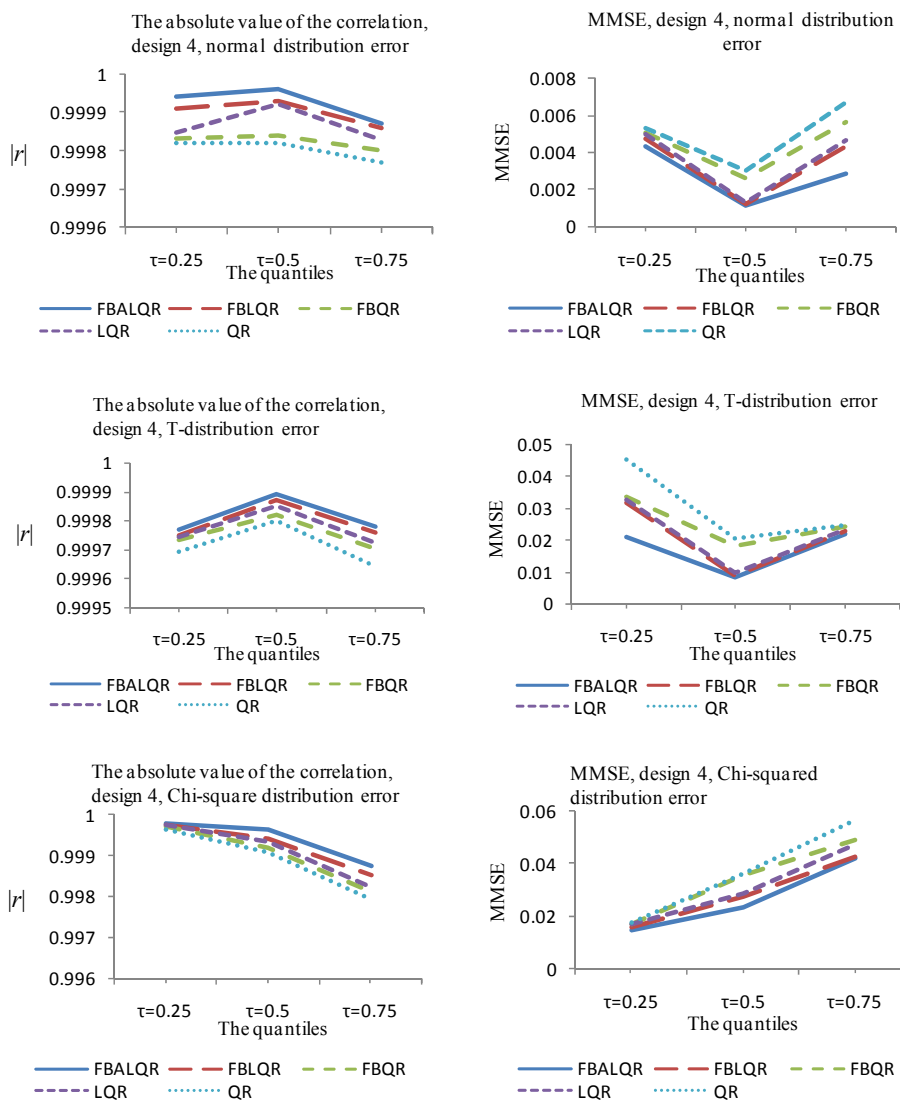 The absolute value of the correlation,
design 4, normal distribution error
1
0.9999
0.9998
0.9997
0.9996
|r|
τ=0.25 τ=0.5 τ=0.75
The quantiles
FBALQR FBLQR FBQR
LQR QR
MMSE, design 4, normal distribution
error
0.008
0.006
0.004
0.002
0
MMSE
τ=0.25 τ=0.5 τ=0.75
The quantiles
FBALQR FBLQR FBQR
LQR QR
The absolute value of the correlation,
design 4, T-distribution error
1
0.9999
0.9998
0.9997
0.9996
0.9995
|r|
τ=0.25 τ=0.5 τ=0.75
The quantiles
FBALQR FBLQR FBQR
LQR QR
MMSE, design 4, T-distribution error
0.05
0.04
0.03
0.02
0.01
0
MMSE
τ=0.25 τ=0.5 τ=0.75
The quantiles
FBALQR FBLQR FBQR
LQR QR
The absolute value of the correlation,
design 4, Chi-square distribution error
1
0.999
0.998
0.997
0.996
|r|
τ=0.25 τ=0.5 τ=0.75
The quantiles
FBALQR FBLQR FBQR
LQR QR
MMSE, design 4, Chi-squared
distribution error
0.06
0.04
0.02
0
MMSE
τ=0.25 τ=0.5 τ=0.75
The quantiles
FBALQR FBLQR FBQR
LQR QR